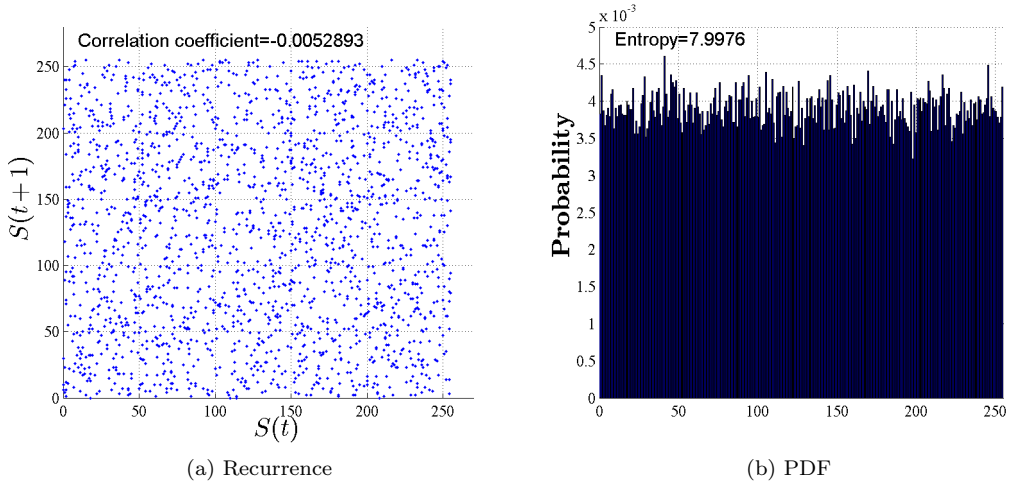 Correlation coefficient=-0.0052893
250
200
150
100
50
0
S(t + 1)
0 50 100 150 200 250
S(t)
(a) Recurrence
x 10^-3
Entropy=7.9976
5
4.5
4
3.5
3
2.5
2
1.5
1
0.5
0
Probability
0 50 100 150 200 250
(b) PDF